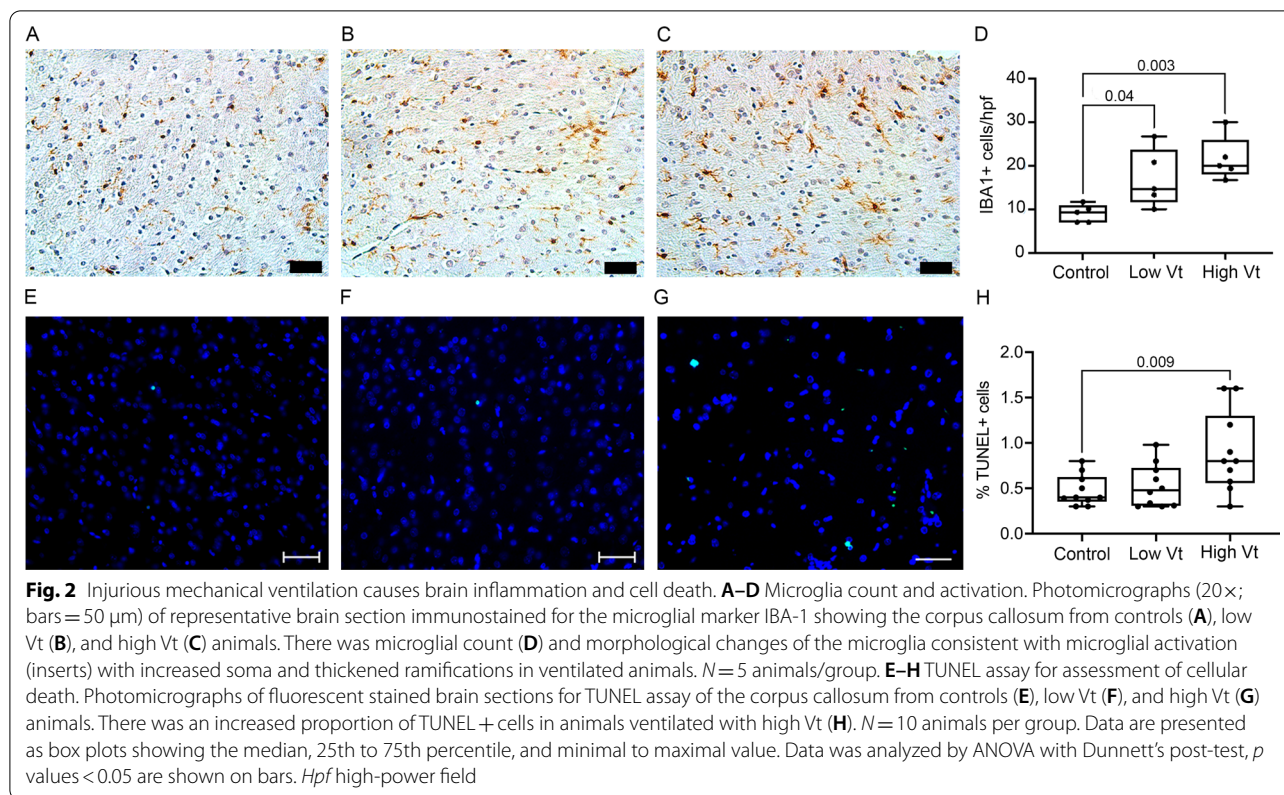 A
B
C
D
40
30
20
10
0
IBA1+ cells/hpf
0.003
0.04
Control Low Vt High Vt
E
F
G
H
2.0
1.5
1.0
0.5
0.0
% TUNEL+ cells
0.009
Control Low Vt High Vt
Fig. 2 Injurious mechanical ventilation causes brain inflammation and cell death. A–D Microglia count and activation. Photomicrographs (20×;
bars = 50 µm) of representative brain section immunostained for the microglial marker IBA-1 showing the corpus callosum from controls (A), low
Vt (B), and high Vt (C) animals. There was microglial count (D) and morphological changes of the microglia consistent with microglial activation
(inserts) with increased soma and thickened ramifications in ventilated animals. N = 5 animals/group. E–H TUNEL assay for assessment of cellular
death. Photomicrographs of fluorescent stained brain sections for TUNEL assay of the corpus callosum from controls (E), low Vt (F), and high Vt (G)
animals. There was an increased proportion of TUNEL + cells in animals ventilated with high Vt (H). N = 10 animals per group. Data are presented
as box plots showing the median, 25th to 75th percentile, and minimal to maximal value. Data was analyzed by ANOVA with Dunnett's post-test, p
values < 0.05 are shown on bars. Hpf high-power field